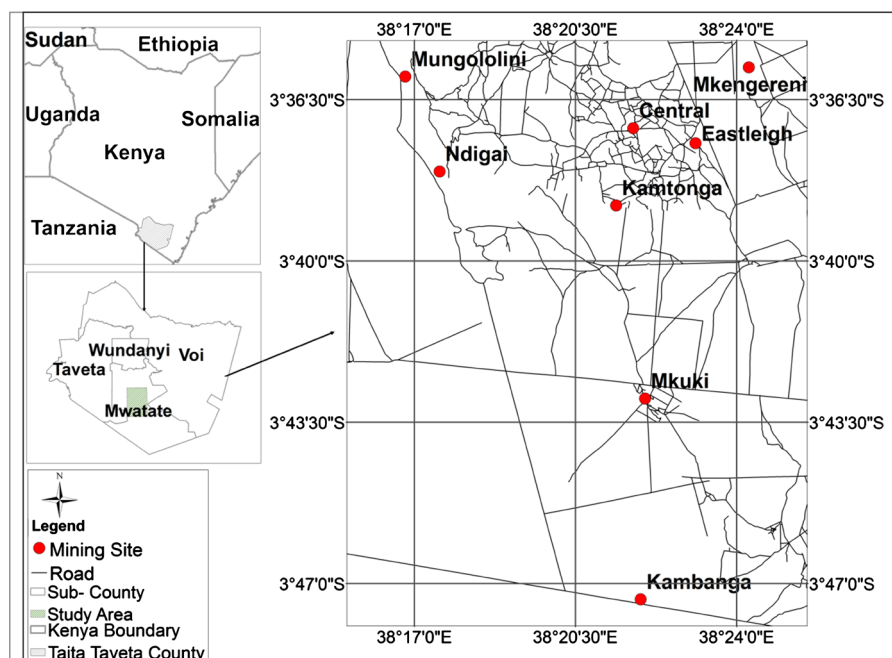 Sudan
Ethiopia
Uganda
Somalia
Kenya
Tanzania
Wundanyi
Voi
Taveta
Mwatate
N
Legend
Mining Site
Road
Sub- County
Study Area
Kenya Boundary
Taita Taveta County
38°17'0"E
38°20'30"E
38°24'0"E
Mungololini
Mkengereni
3°36'30"S
3°36'30"S
Central
Eastleigh
Ndigai
Kamtonga
3°40'0"S
3°40'0"S
Mkuki
3°43'30"S
3°43'30"S
Kambanga
3°47'0"S
3°47'0"S
38°17'0"E
38°20'30"E
38°24'0"E